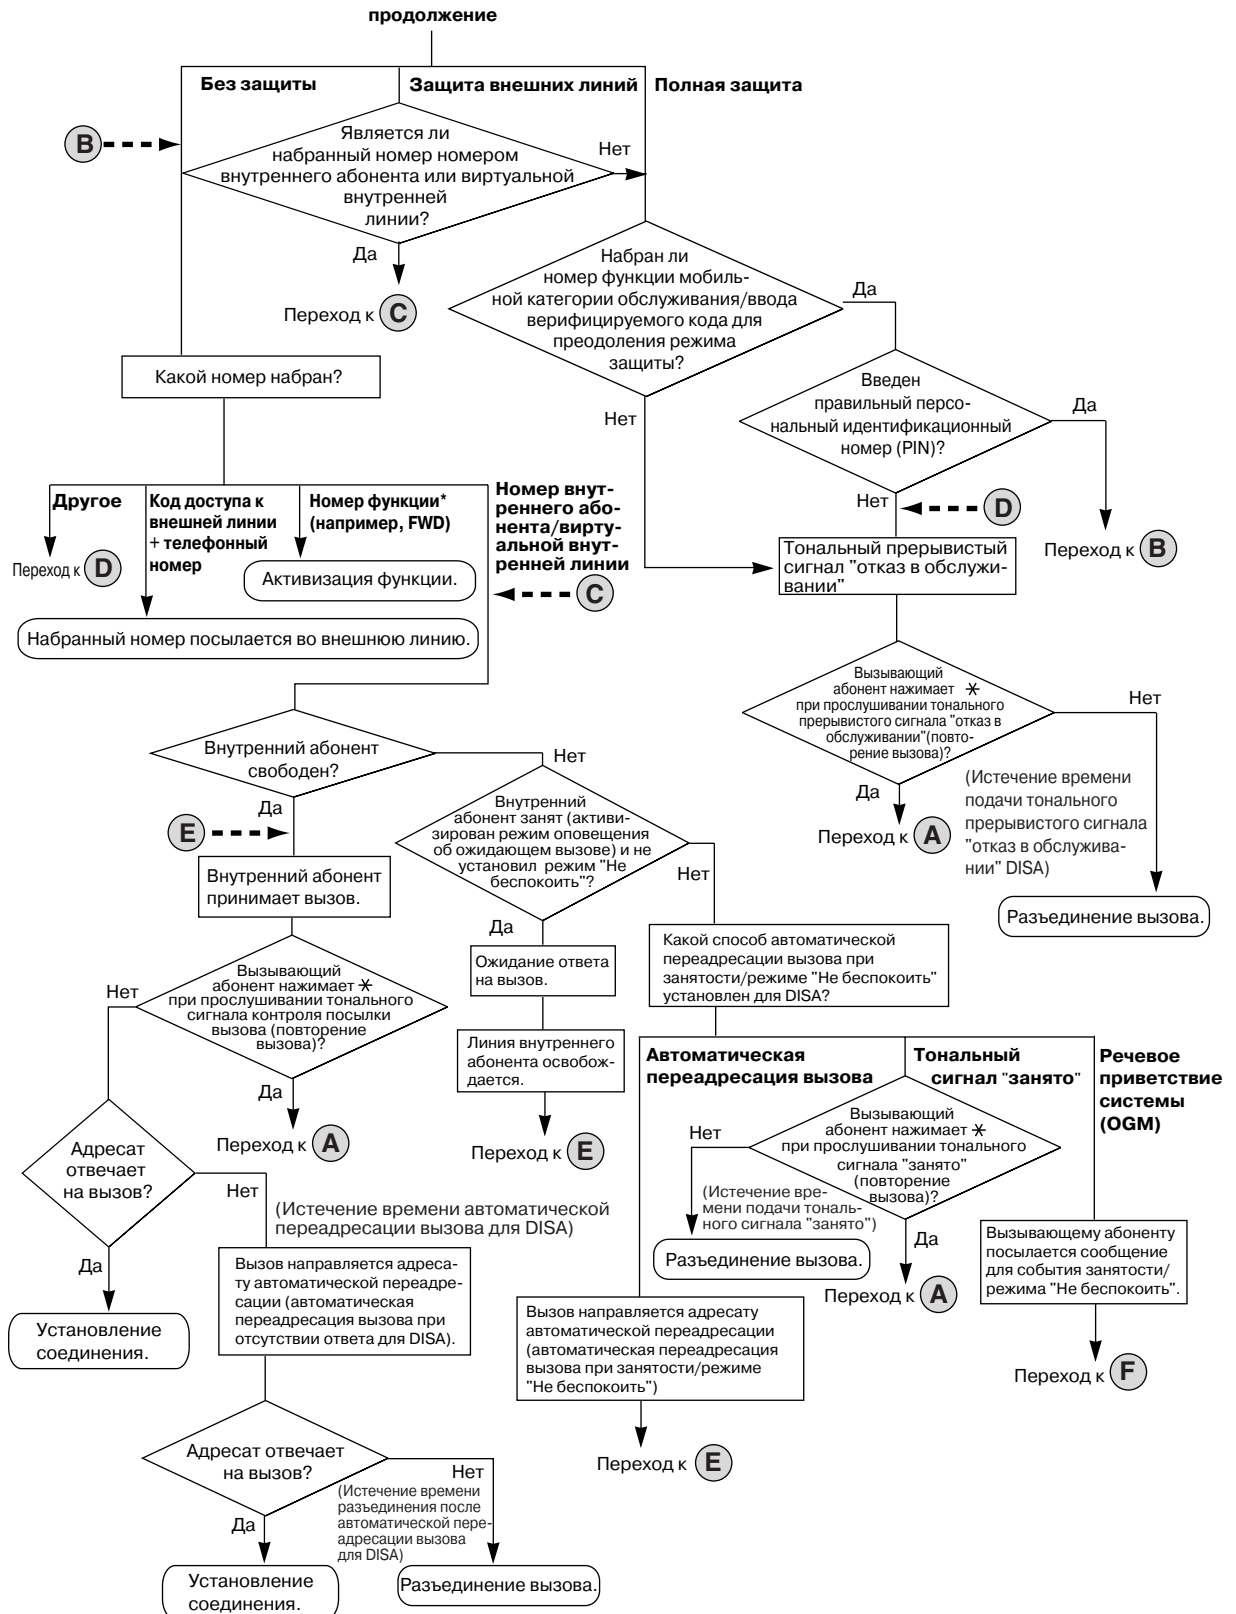 продолжение
Без защиты
Защита внешних линий
Полная защита
B
Является ли
набранный номер номером
внутреннего абонента или виртуальной
внутренней
линии?
Нет
Да
Переход к C
Набран ли
номер функции мобиль-
ной категории обслуживания/ввода
верифицируемого кода для
преодоления режима
защиты?
Да
Нет
Какой номер набран?
Введен
правильный персо-
нальный идентификационный
номер (PIN)?
Да
Нет
D
Переход к B
Другое
Переход к D
Код доступа к
внешней линии
+ телефонный
номер
Номер функции*
(например, FWD)
Номер внут-
реннего або-
нента/вирту-
альной внут-
ренней линии
Активизация функции.
C
Набранный номер посылается во внешнюю линию.
Тональный прерывистый
сигнал "отказ в обслужи-
вании"
Вызывающий
абонент нажимает *
при прослушивании тонального
прерывистого сигнала "отказ в
обслуживании"(повто-
рение вызова)?
Нет
Да
Переход к A
(Истечение времени
подачи тонального
прерывистого сигнала
"отказ в обслужива-
нии" DISA)
Разъединение вызова.
Внутренний абонент
свободен?
Нет
Да
E
Внутренний абонент
принимает вызов.
Внутренний
абонент занят (активи-
зирован режим оповещения
об ожидающем вызове) и не
установил режим "Не
беспокоить"?
Нет
Да
Ожидание ответа
на вызов.
Линия внутреннего
абонента освобож-
дается.
Переход к E
Какой способ автоматической
переадресации вызова при
занятости/режиме "Не беспокоить"
установлен для DISA?
Вызывающий
абонент нажимает *
при прослушивании тонального
сигнала контроля посылки
вызова (повторение
вызова)?
Нет
Да
Переход к A
Автоматическая
переадресация вызова
Тональный
сигнал "занято"
Речевое
приветствие
системы
(OGM)
Вызывающий
абонент нажимает *
при прослушивании тонального
сигнала "занято"
(повторение
вызова)?
Нет
(Истечение вре-
мени подачи тональ-
ного сигнала "занято")
Разъединение вызова.
Да
Переход к A
Вызывающему абоненту
посылается сообщение
для события занятости/
режима "Не беспокоить".
Переход к F
Адресат
отвечает
на вызов?
Нет
(Истечение времени автоматической
переадресации вызова для DISA)
Да
Установление
соединения.
Вызов направляется адреса-
ту автоматической переадре-
сации (автоматическая
переадресация вызова при
отсутствии ответа для DISA).
Вызов направляется адресату
автоматической переадресации
(автоматическая переадресация
вызова при занятости/режиме
"Не беспокоить")
Переход к E
Адресат отвечает
на вызов?
Нет
(Истечение времени
разъединения после
автоматической пере-
адресации вызова
для DISA)
Да
Установление
соединения.
Разъединение вызова.